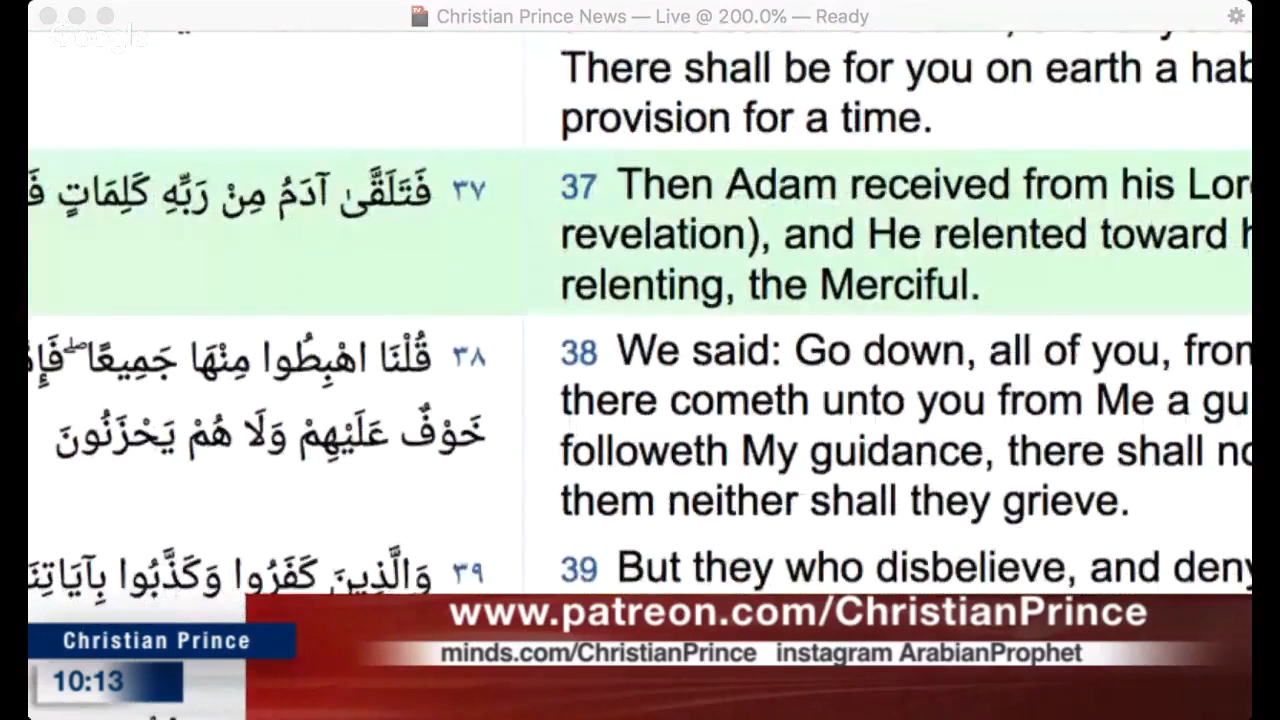 Christian Prince News — Live @ 200.0% — Ready
Google
There shall be for you on earth a hab
provision for a time.
فَتَلَقَّىٰ آدَمُ مِنْ رَبِّهِ كَلِمَاتٍ فَ ٣٧
37 Then Adam received from his Lor
revelation), and He relented toward h
relenting, the Merciful.
قُلْنَا اهْبِطُوا مِنْهَا جَمِيعًا ۖ فَإِمَّ ٣٨
خَوْفٌ عَلَيْهِمْ وَلَا هُمْ يَحْزَنُونَ
38 We said: Go down, all of you, from
there cometh unto you from Me a gu
followeth My guidance, there shall no
them neither shall they grieve.
وَالَّذِينَ كَفَرُوا وَكَذَّبُوا بِآيَاتِنَا ٣٩
39 But they who disbelieve, and deny
www.patreon.com/ChristianPrince
Christian Prince
minds.com/ChristianPrince instagram ArabianProphet
10:13